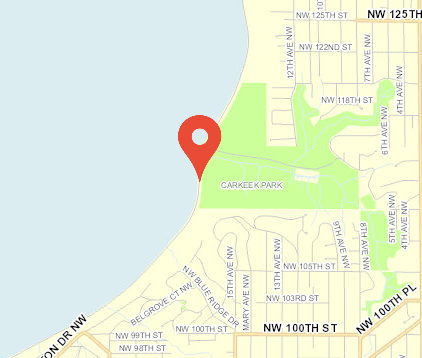 NW 125TH ST
NW 125TH
NW 122ND ST
12TH AVE NW
7TH AVE NW
NW 118TH ST
4TH AVE NW
6TH AVE NW
CARKEEK PARK
9TH AVE NW
8TH AVE NW
5TH AVE NW
4TH AVE NW
NW BLUE RIDGE DR
15TH AVE NW
MARY AVE NW
13TH AVE NW
NW 105TH ST
BELGROVE CT NW
NW 103RD ST
NW 100TH PL
ON DR NW
NW 100TH ST
NW 100TH ST
NW 99TH ST
NW 98TH ST